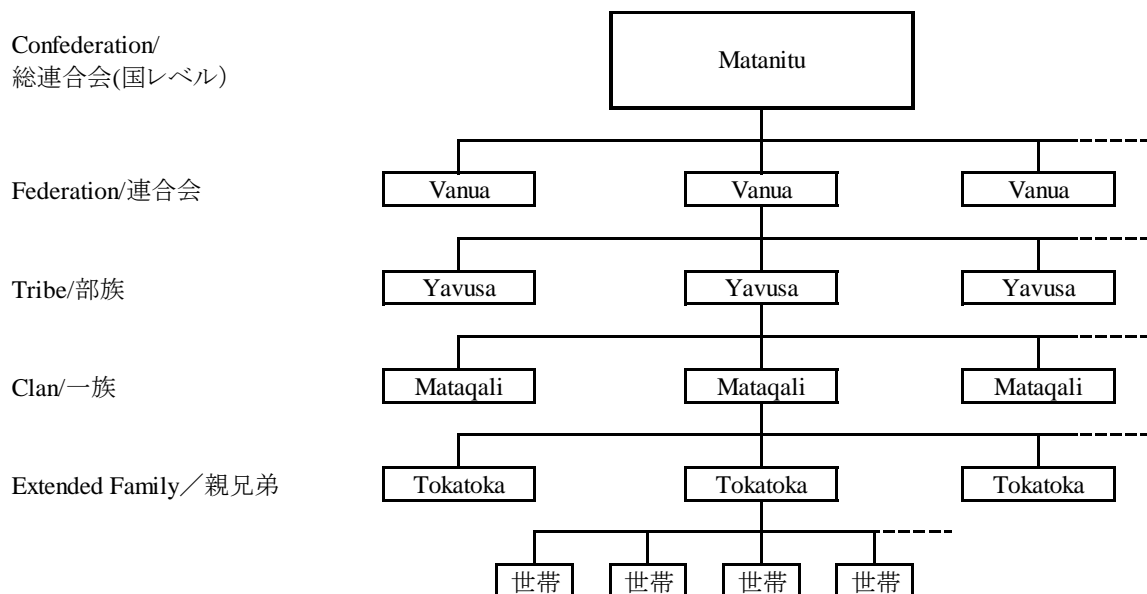 Confederation/
総連合会(国レベル）
Matanitu
Federation/連合会
Vanua
Vanua
Vanua
Tribe/部族
Yavusa
Yavusa
Yavusa
Clan/一族
Mataqali
Mataqali
Mataqali
Extended Family／親兄弟
Tokatoka
Tokatoka
Tokatoka
世帯
世帯
世帯
世帯